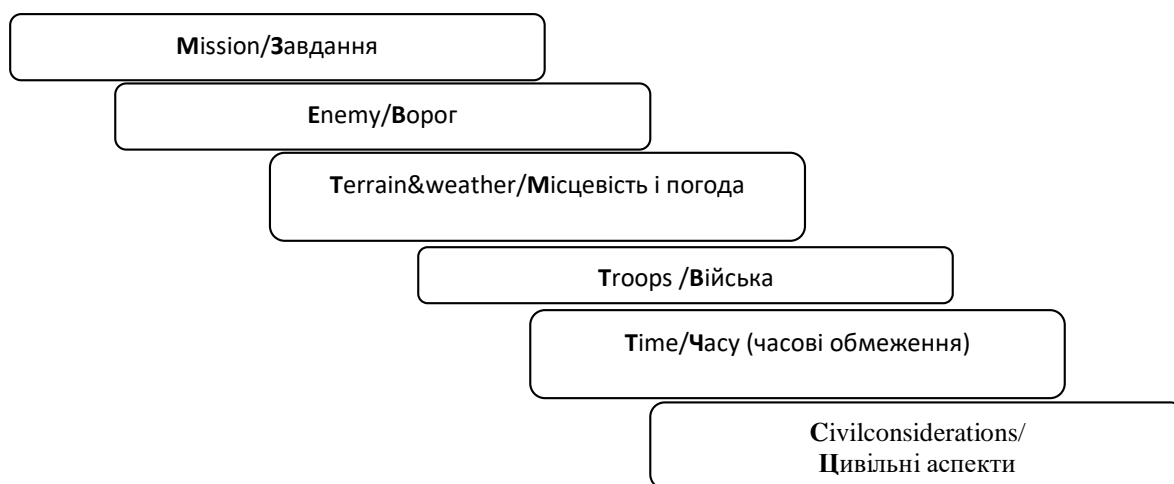 Mission/Завдання
Enemy/Ворог
Terrain&weather/Місцевість і погода
Troops /Війська
Time/Часу (часові обмеження)
Civilconsiderations/
Цивільні аспекти